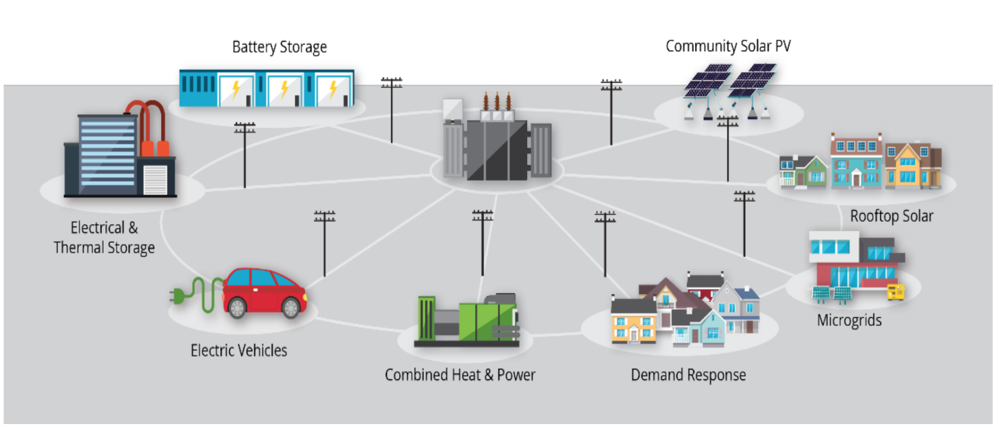 Battery Storage
Community Solar PV
Electrical &
Thermal Storage
Rooftop Solar
Microgrids
Electric Vehicles
Combined Heat & Power
Demand Response